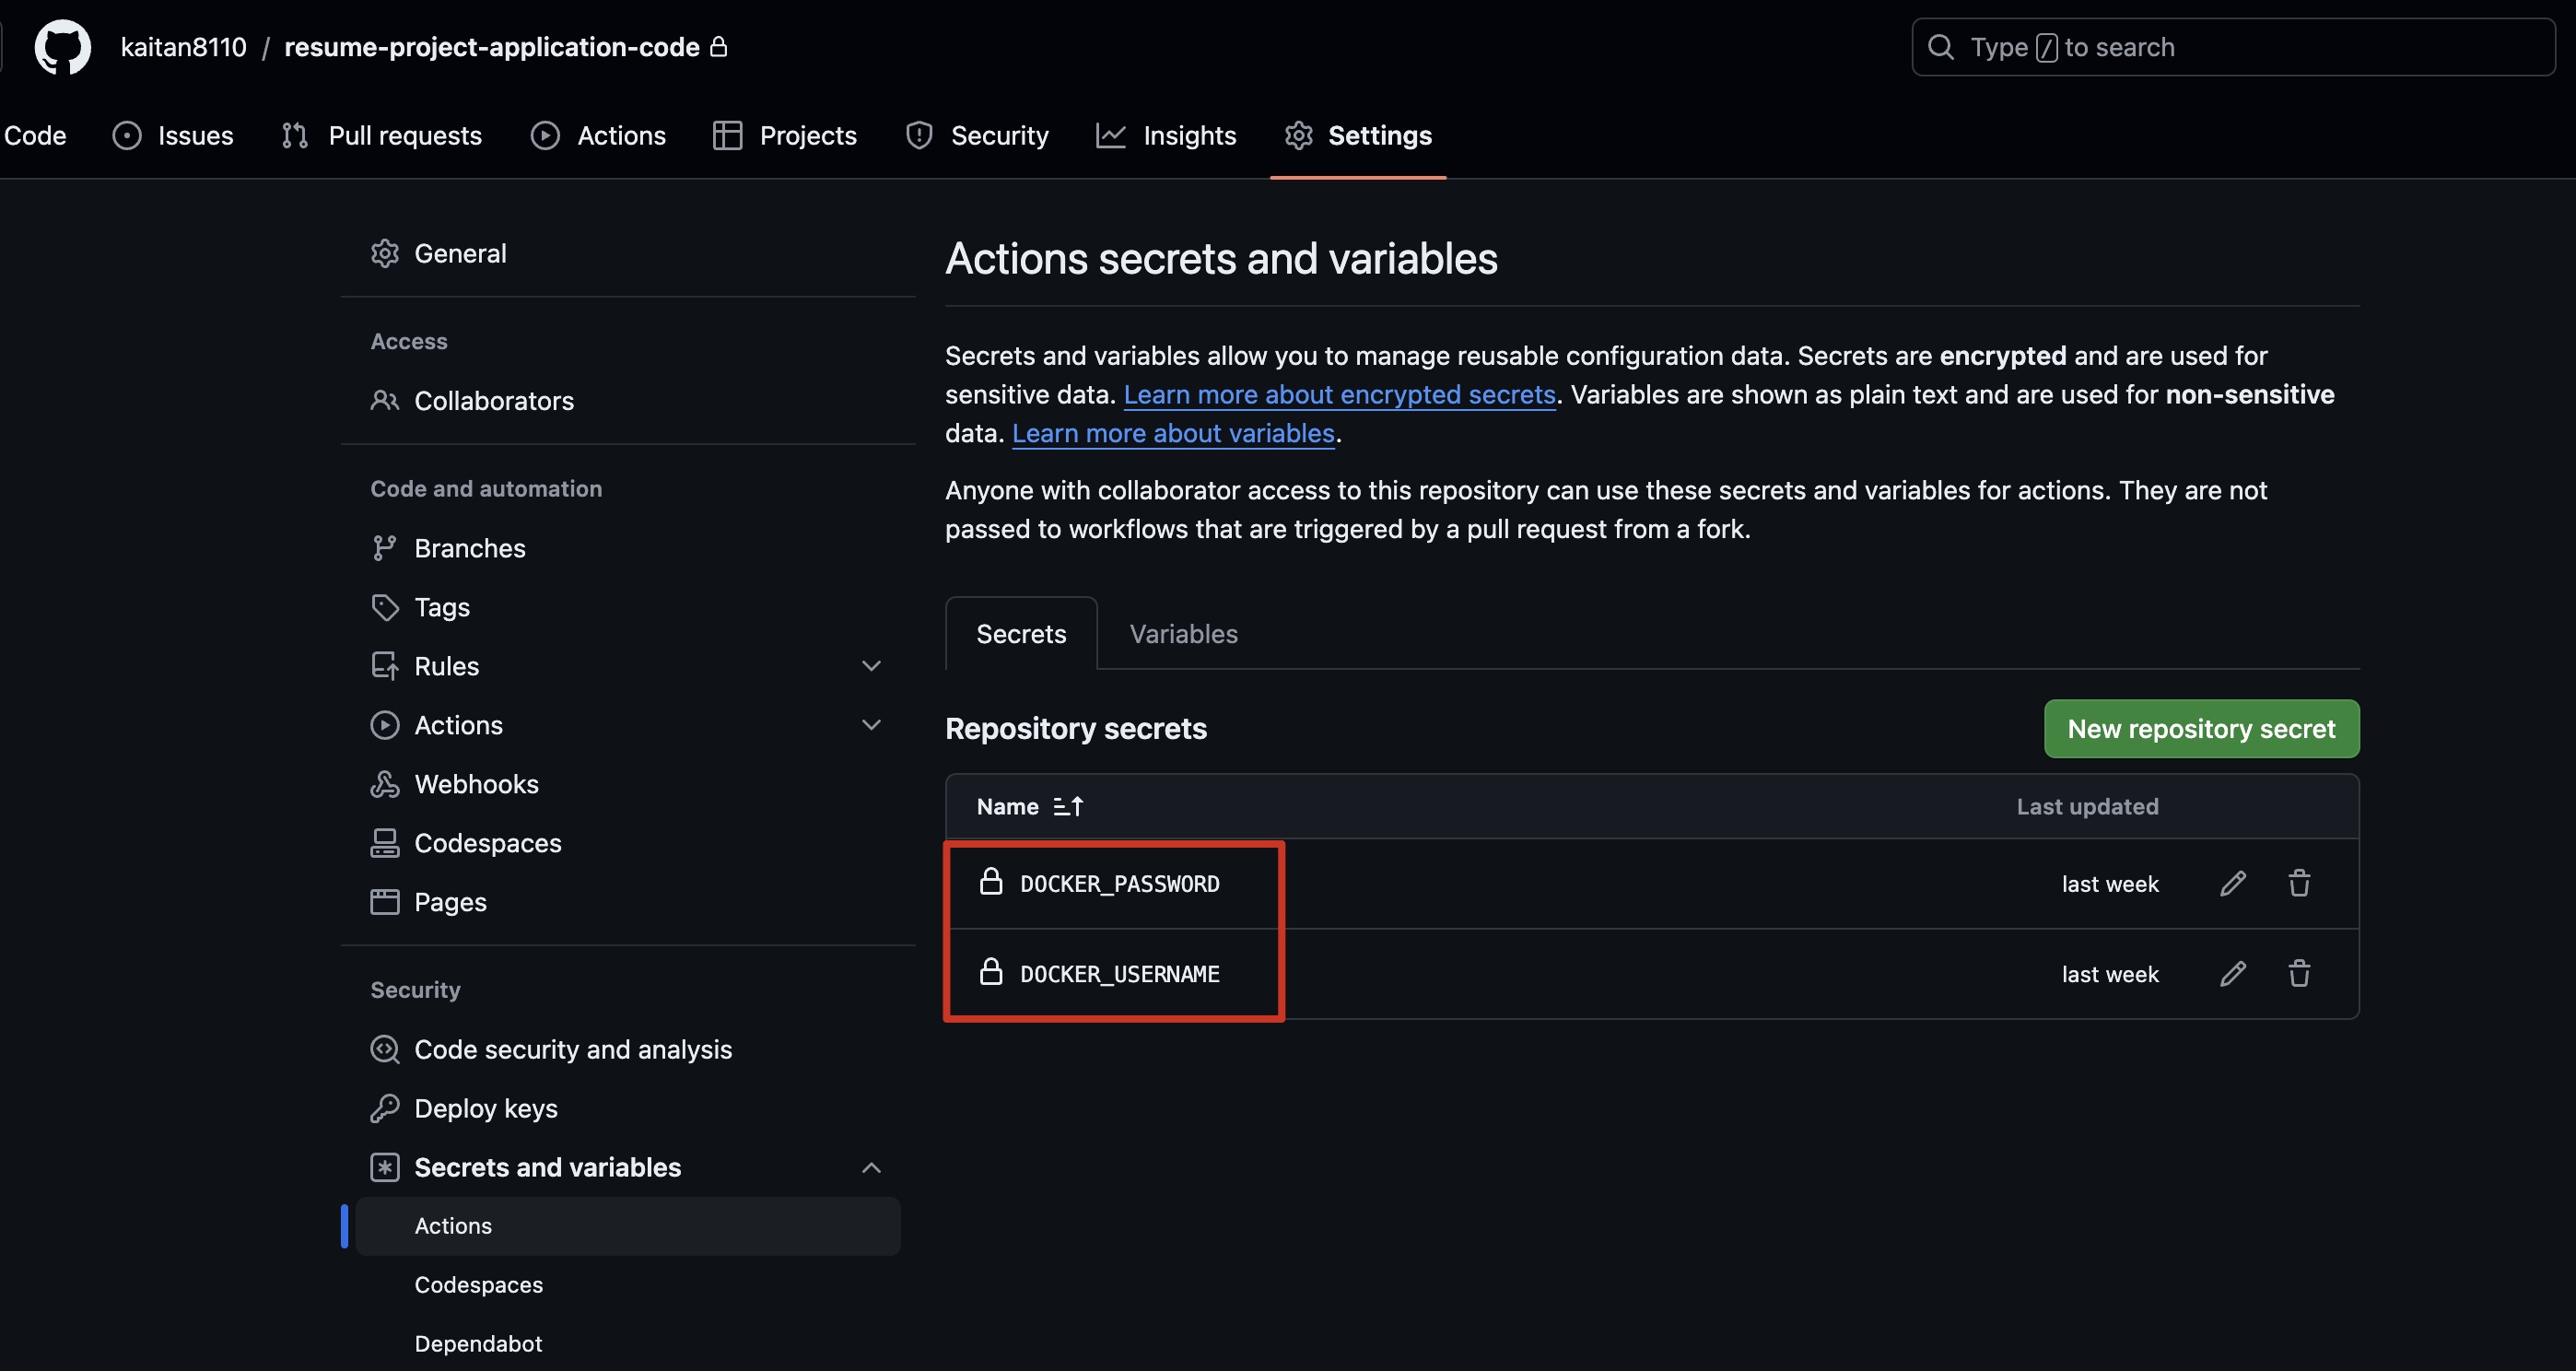 kaitan8110 / resume-project-application-code
Type / to search
Code Issues Pull requests Actions Projects Security Insights Settings
General
Access
Collaborators
Code and automation
Branches
Tags
Rules
Actions
Webhooks
Codespaces
Pages
Security
Code security and analysis
Deploy keys
Secrets and variables
Actions
Codespaces
Dependabot
Actions secrets and variables
Secrets and variables allow you to manage reusable configuration data. Secrets are encrypted and are used for
sensitive data. Learn more about encrypted secrets. Variables are shown as plain text and are used for non-sensitive
data. Learn more about variables.
Anyone with collaborator access to this repository can use these secrets and variables for actions. They are not
passed to workflows that are triggered by a pull request from a fork.
Secrets Variables
Repository secrets New repository secret
Name Last updated
DOCKER_PASSWORD last week
DOCKER_USERNAME last week